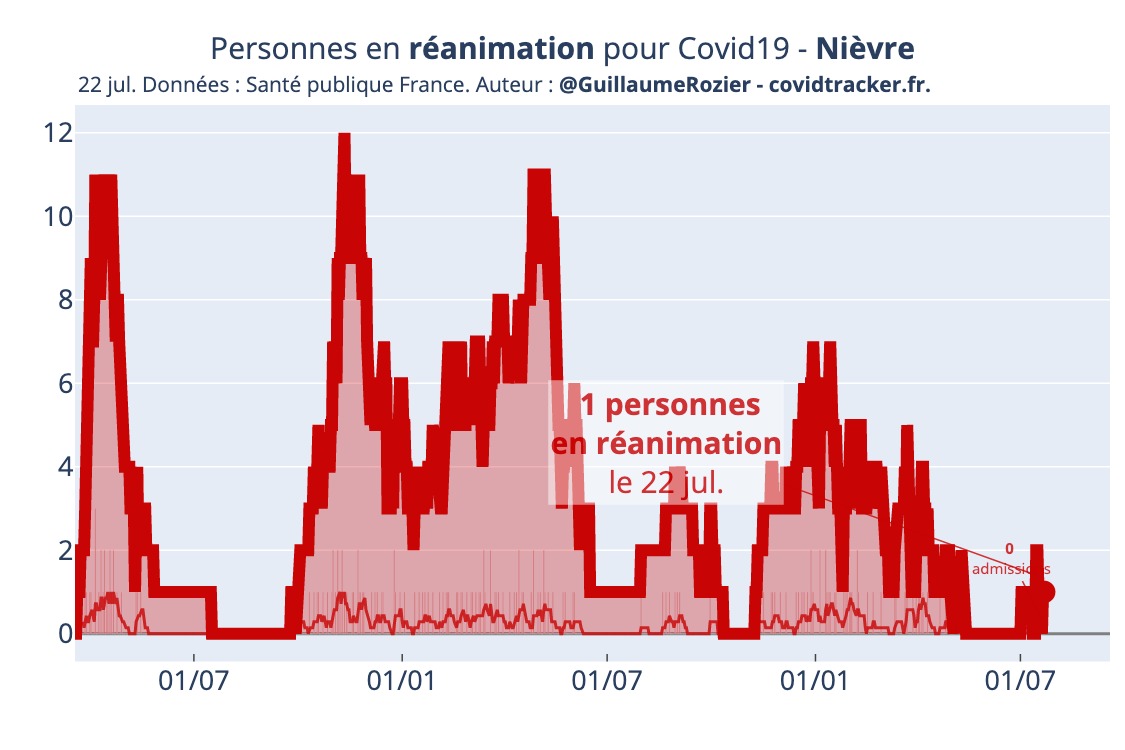 Personnes en réanimation pour Covid19 - Nièvre
22 jul. Données : Santé publique France. Auteur : @GuillaumeRozier - covidtracker.fr.
12
10
8
6
4
2
0
1 personnes
en réanimation
le 22 jul.
0
admissions
01/07
01/01
01/07
01/01
01/07